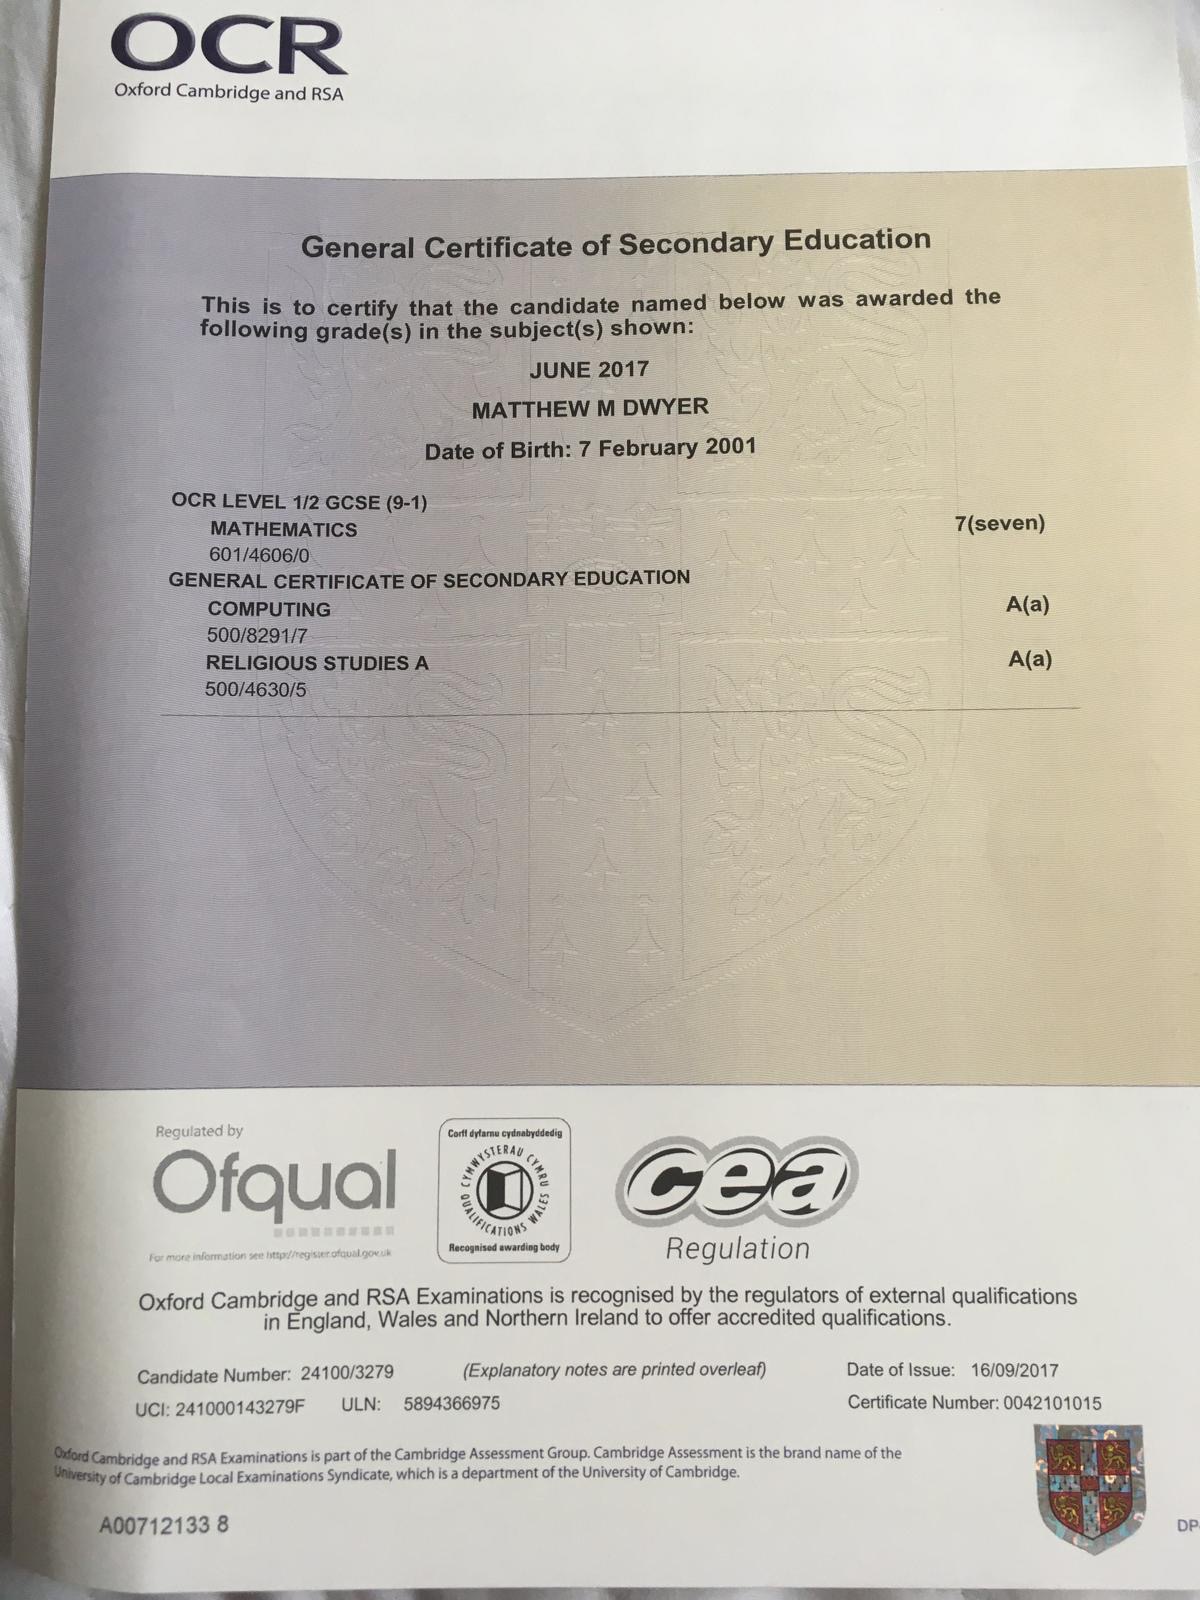 OCR
Oxford Cambridge and RSA
General Certificate of Secondary Education
This is to certify that the candidate named below was awarded the
following grade(s) in the subject(s) shown:
JUNE 2017
MATTHEW M DWYER
Date of Birth: 7 February 2001
OCR LEVEL 1/2 GCSE (9-1)
MATHEMATICS 7(seven)
601/4606/0
GENERAL CERTIFICATE OF SECONDARY EDUCATION
COMPUTING A(a)
500/8291/7
RELIGIOUS STUDIES A A(a)
500/4630/5
Regulated by
Ofqual
For more information see http://register.ofqual.gov.uk
Corff dyfarnu cydnabyddedig
CYMWYSTERAU CYMRU
QUALIFICATIONS WALES
Recognised awarding body
cea
Regulation
Oxford Cambridge and RSA Examinations is recognised by the regulators of external qualifications
in England, Wales and Northern Ireland to offer accredited qualifications.
Candidate Number: 24100/3279 (Explanatory notes are printed overleaf) Date of Issue: 16/09/2017
UCI: 241000143279F ULN: 5894366975 Certificate Number: 0042101015
Oxford Cambridge and RSA Examinations is part of the Cambridge Assessment Group. Cambridge Assessment is the brand name of the
University of Cambridge Local Examinations Syndicate, which is a department of the University of Cambridge.
A00712133 8
DP